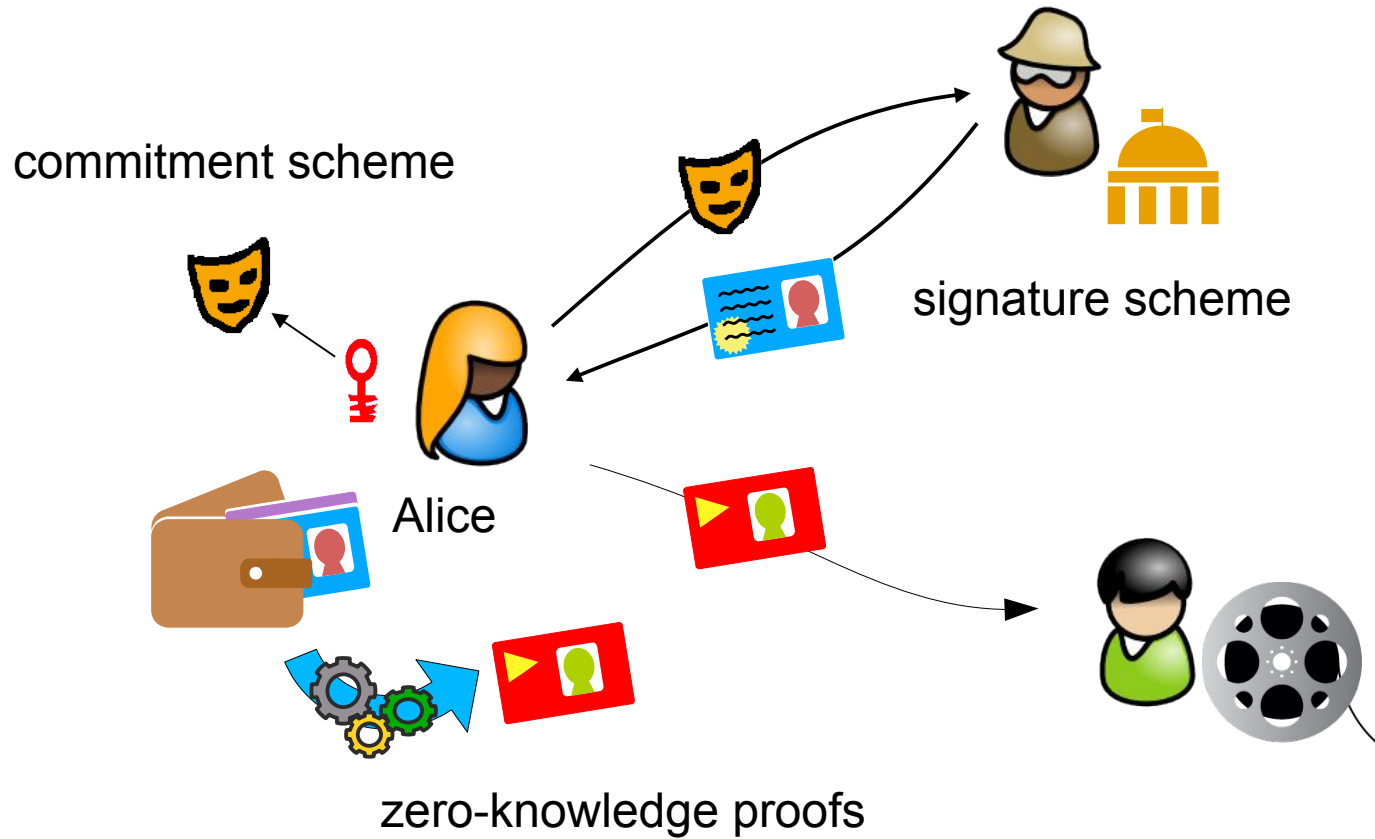 commitment scheme
signature scheme
Alice
zero-knowledge proofs